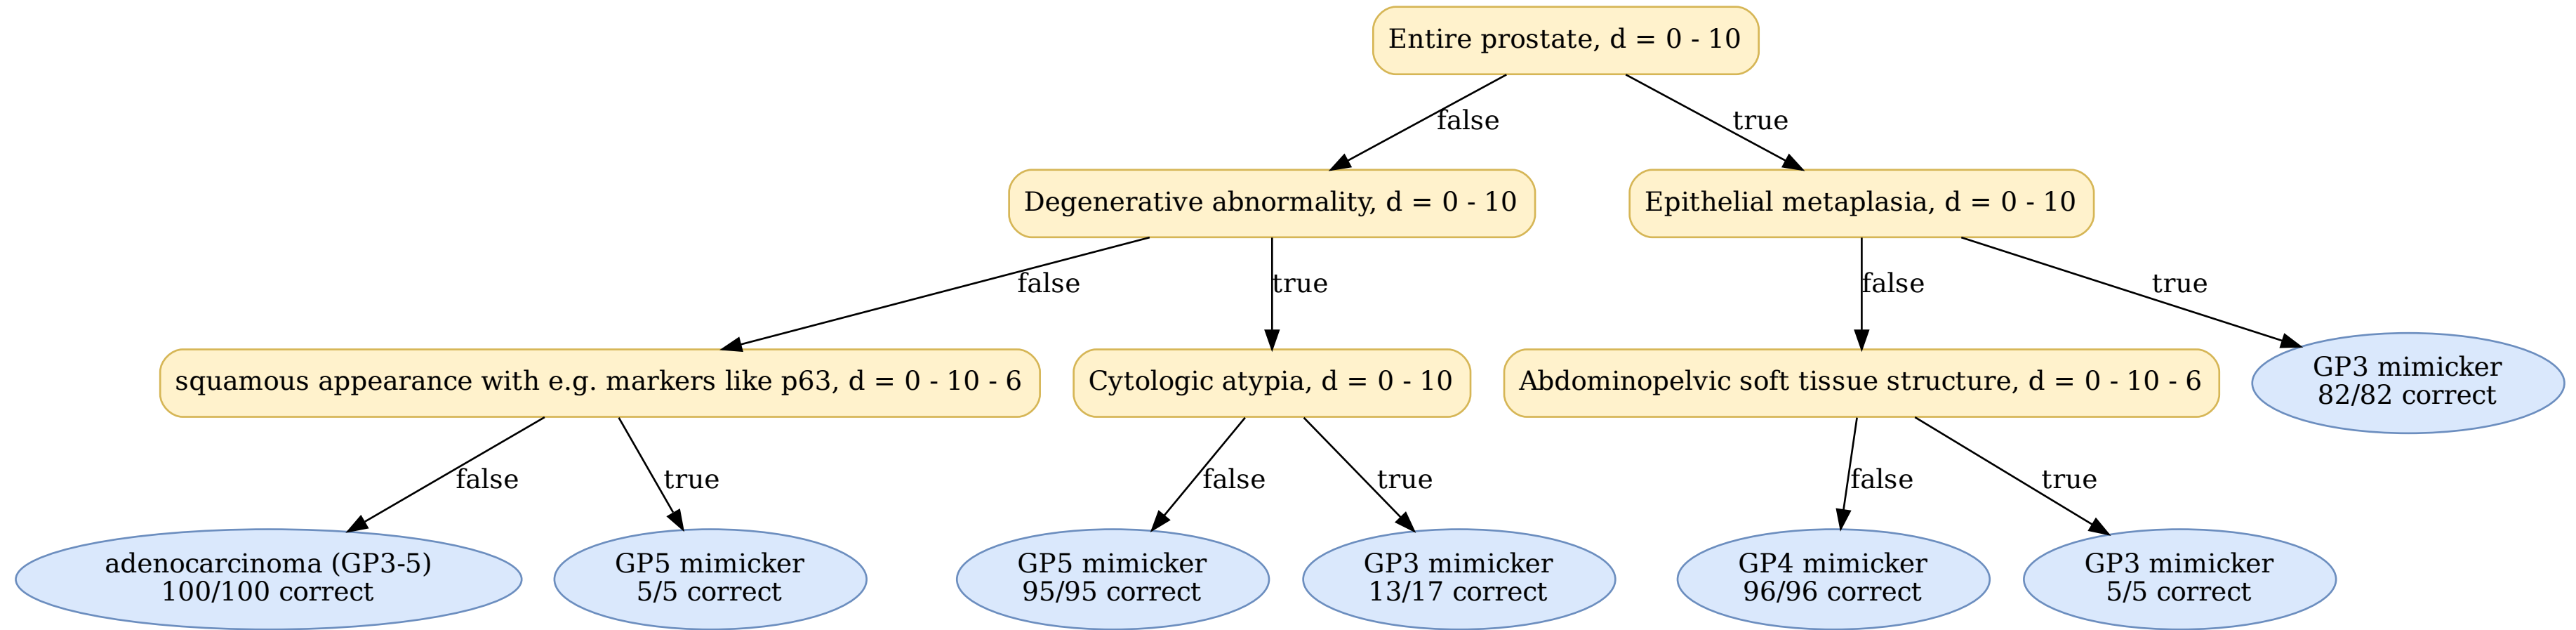 Entire prostate, d = 0 - 10
false
true
Degenerative abnormality, d = 0 - 10
Epithelial metaplasia, d = 0 - 10
false
true
false
true
squamous appearance with e.g. markers like p63, d = 0 - 10 - 6
Cytologic atypia, d = 0 - 10
Abdominopelvic soft tissue structure, d = 0 - 10 - 6
GP3 mimicker
82/82 correct
false
true
false
true
false
true
adenocarcinoma (GP3-5)
100/100 correct
GP5 mimicker
5/5 correct
GP5 mimicker
95/95 correct
GP3 mimicker
13/17 correct
GP4 mimicker
96/96 correct
GP3 mimicker
5/5 correct